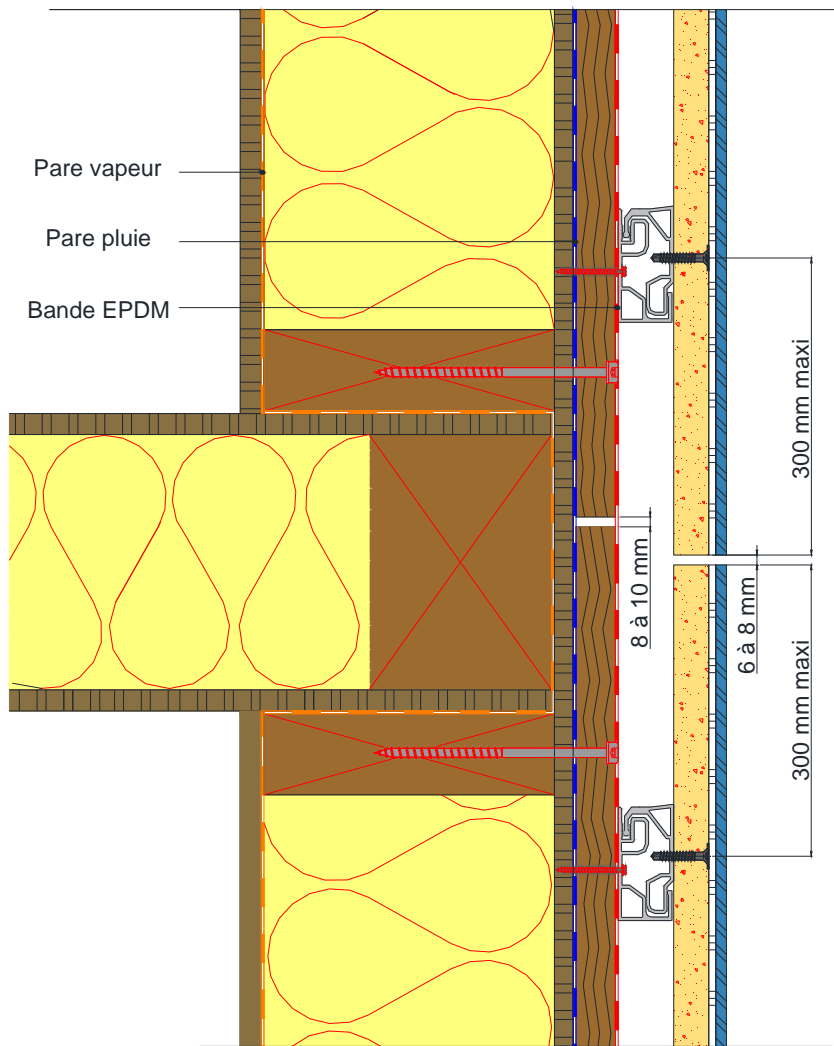 Pare vapeur
Pare pluie
Bande EPDM
300 mm maxi
8 à 10 mm
6 à 8 mm
300 mm maxi